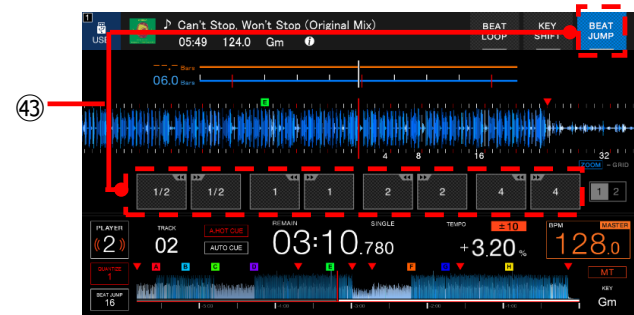 1
USB
♪ Can't Stop, Won't Stop (Original Mix)
05:49 124.0 Gm
BEAT LOOP
KEY SHIFT
BEAT JUMP
㊸
--.- Bars
06.0 Bars
E
4 8 16 32
ZOOM - GRID
1/2 1/2 1 1 2 2 4 4
1 2
PLAYER
2
TRACK
02
A.HOT CUE
AUTO CUE
REMAIN SINGLE
03:10.780
TEMPO ±10
+3.20 %
BPM MASTER
128.0
QUANTIZE
1
A B C D E F G H
MT
BEAT JUMP
16
KEY
Gm